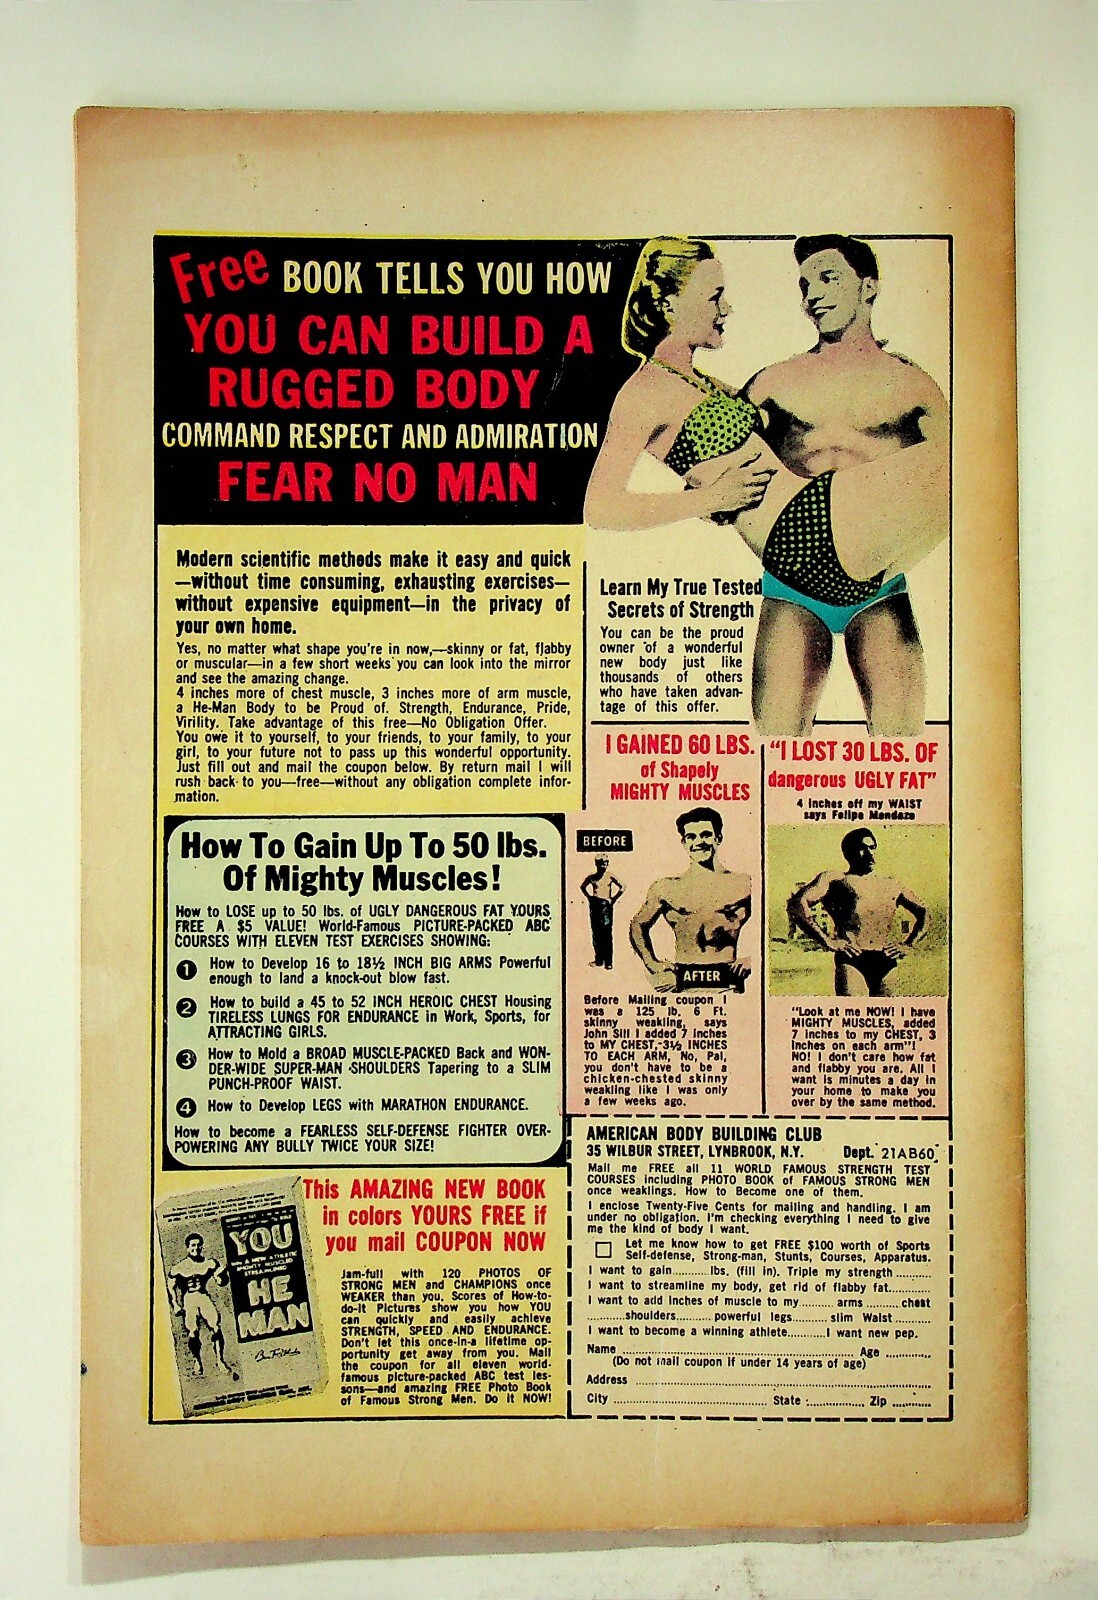 Free BOOK TELLS YOU HOW
YOU CAN BUILD A
RUGGED BODY
COMMAND RESPECT AND ADMIRATION
FEAR NO MAN
Modern scientific methods make it easy and quick
—without time consuming, exhausting exercises—
without expensive equipment—in the privacy of
your own home.
Yes, no matter what shape you're in now,—skinny or fat, flabby
or muscular—in a few short weeks you can look into the mirror
and see the amazing change.
4 inches more of chest muscle, 3 inches more of arm muscle,
a He-Man Body to be Proud of. Strength, Endurance, Pride,
Virility. Take advantage of this free—No Obligation Offer.
You owe it to yourself, to your friends, to your family, to your
girl, to your future not to pass up this wonderful opportunity.
Just fill out and mail the coupon below. By return mail I will
rush back to you—free—without any obligation complete infor-
mation.
Learn My True Tested
Secrets of Strength
You can be the proud
owner of a wonderful
new body just like
thousands of others
who have taken advan-
tage of this offer.
I GAINED 60 LBS.
of Shapely
MIGHTY MUSCLES
BEFORE
AFTER
Before Mailing coupon I
was a 125 lb. 6 Ft.
skinny weakling, says
John Sill I added 7 inches
to MY CHEST,-3½ INCHES
TO EACH ARM, No, Pal,
you don't have to be a
chicken-chested skinny
weakling like I was only
a few weeks ago.
"I LOST 30 LBS. OF
dangerous UGLY FAT"
4 inches off my WAIST
says Felipe Mendaze
"Look at me NOW! I have
MIGHTY MUSCLES, added
7 inches to my CHEST, 3
inches on each arm"!
NO! I don't care how fat
and flabby you are. All I
want is minutes a day in
your home to make you
over by the same method.
How To Gain Up To 50 lbs.
Of Mighty Muscles!
How to LOSE up to 50 lbs. of UGLY DANGEROUS FAT YOURS
FREE A $5 VALUE! World-Famous PICTURE-PACKED ABC
COURSES WITH ELEVEN TEST EXERCISES SHOWING:
1 How to Develop 16 to 18½ INCH BIG ARMS Powerful
enough to land a knock-out blow fast.
2 How to build a 45 to 52 INCH HEROIC CHEST Housing
TIRELESS LUNGS FOR ENDURANCE in Work, Sports, for
ATTRACTING GIRLS.
3 How to Mold a BROAD MUSCLE-PACKED Back and WON-
DER-WIDE SUPER-MAN SHOULDERS Tapering to a SLIM
PUNCH-PROOF WAIST.
4 How to Develop LEGS with MARATHON ENDURANCE.
How to become a FEARLESS SELF-DEFENSE FIGHTER OVER-
POWERING ANY BULLY TWICE YOUR SIZE!
This AMAZING NEW BOOK
in colors YOURS FREE if
you mail COUPON NOW
YOU
HE
MAN
Jam-full with 120 PHOTOS OF
STRONG MEN and CHAMPIONS once
WEAKER than you. Scores of How-to-
do-it Pictures show you how YOU
can quickly and easily achieve
STRENGTH, SPEED AND ENDURANCE.
Don't let this once-in-a lifetime op-
portunity get away from you. Mail
the coupon for all eleven world-
famous picture-packed ABC test les-
sons—and amazing FREE Photo Book
of Famous Strong Men. Do it NOW!
AMERICAN BODY BUILDING CLUB
35 WILBUR STREET, LYNBROOK, N.Y. Dept. 21AB60
Mail me FREE all 11 WORLD FAMOUS STRENGTH TEST
COURSES including PHOTO BOOK of FAMOUS STRONG MEN
once weaklings. How to Become one of them.
I enclose Twenty-Five Cents for mailing and handling. I am
under no obligation. I'm checking everything I need to give
me the kind of body I want.
Let me know how to get FREE $100 worth of Sports
Self-defense, Strong-man, Stunts, Courses, Apparatus.
I want to gain.........lbs. (fill in). Triple my strength .........
I want to streamline my body, get rid of flabby fat..........
I want to add inches of muscle to my......... arms ......... chest
.........shoulders......... powerful legs......... slim Waist.........
I want to become a winning athlete...........I want new pep.
Name ............................................................ Age ............
(Do not mail coupon if under 14 years of age)
Address ......................................................................
City ...................................... State ................ Zip ...........